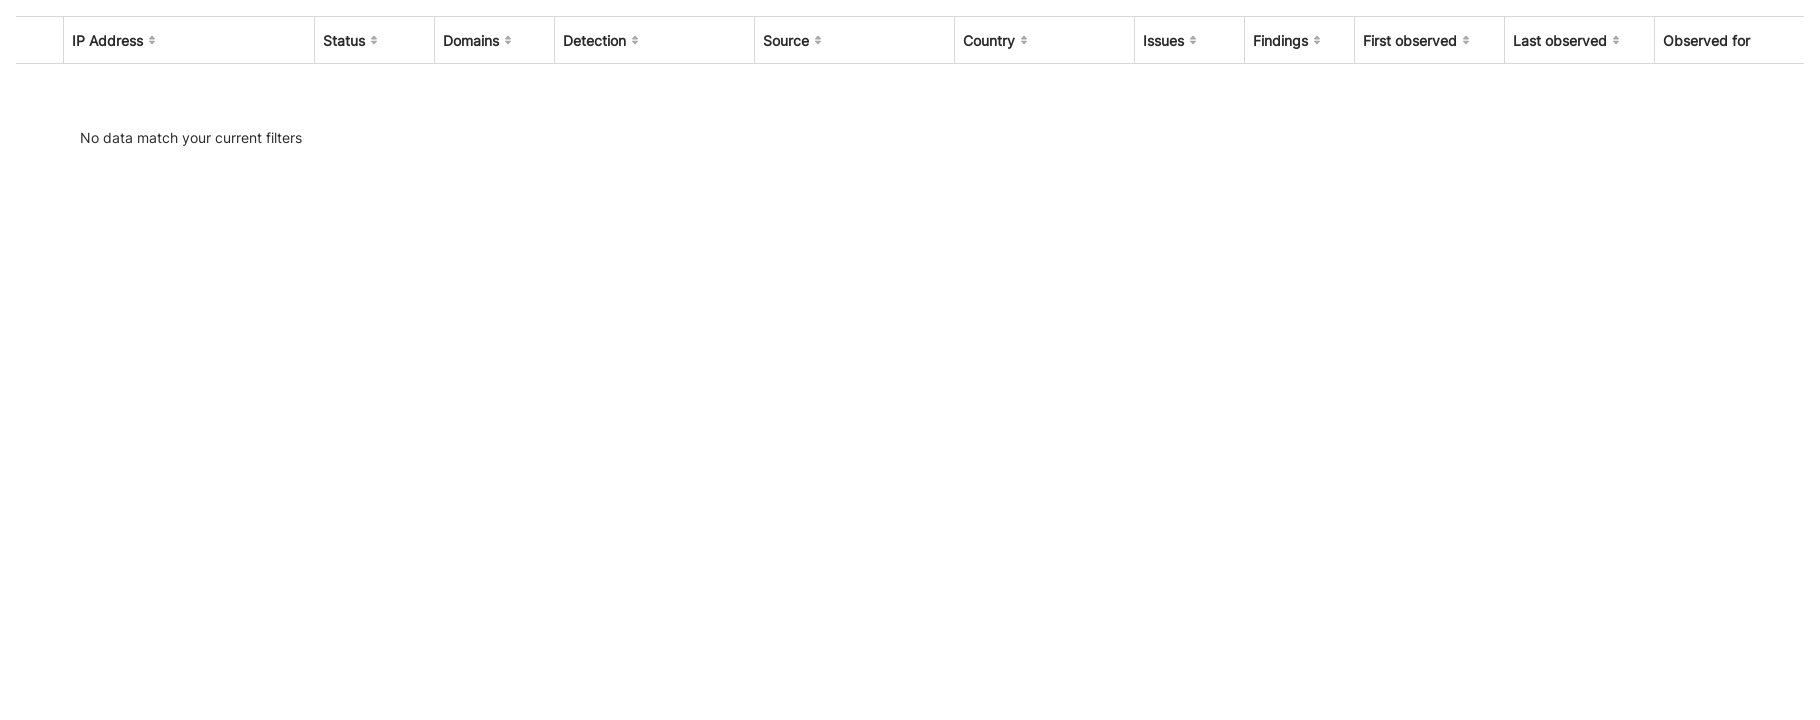 IP Address Status Domains Detection Source Country Issues Findings First observed Last observed Observed for
No data match your current filters